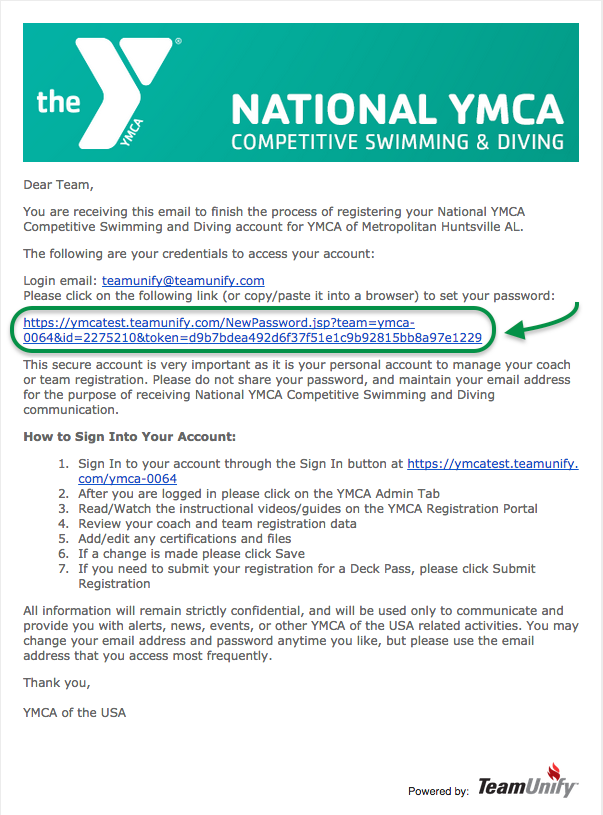 the
YMCA
®
NATIONAL YMCA
COMPETITIVE SWIMMING & DIVING
Dear Team,
You are receiving this email to finish the process of registering your National YMCA
Competitive Swimming and Diving account for YMCA of Metropolitan Huntsville AL.
The following are your credentials to access your account:
Login email: teamunify@teamunify.com
Please click on the following link (or copy/paste it into a browser) to set your password:
https://ymcatest.teamunify.com/NewPassword.jsp?team=ymca-
0064&id=2275210&token=d9b7bdea492d6f37f51e1c9b92815bb8a97e1229
This secure account is very important as it is your personal account to manage your coach
or team registration. Please do not share your password, and maintain your email address
for the purpose of receiving National YMCA Competitive Swimming and Diving
communication.
How to Sign Into Your Account:
1. Sign In to your account through the Sign In button at https://ymcatest.teamunify.
com/ymca-0064
2. After you are logged in please click on the YMCA Admin Tab
3. Read/Watch the instructional videos/guides on the YMCA Registration Portal
4. Review your coach and team registration data
5. Add/edit any certifications and files
6. If a change is made please click Save
7. If you need to submit your registration for a Deck Pass, please click Submit
Registration
All information will remain strictly confidential, and will be used only to communicate and
provide you with alerts, news, events, or other YMCA of the USA related activities. You may
change your email address and password anytime you like, but please use the email
address that you access most frequently.
Thank you,
YMCA of the USA
Powered by: TeamUnify